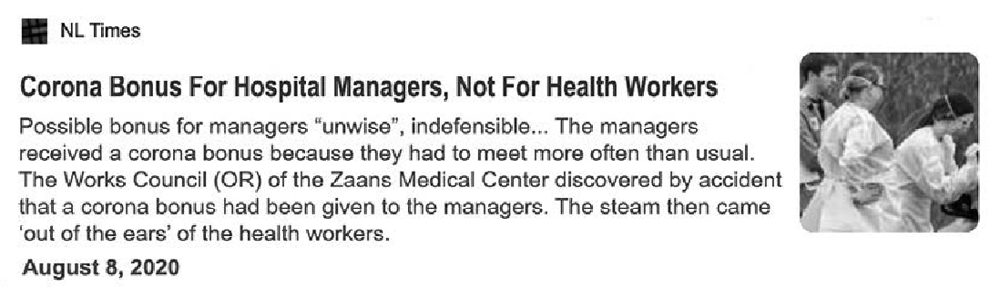 NL Times
Corona Bonus For Hospital Managers, Not For Health Workers
Possible bonus for managers “unwise”, indefensible... The managers
received a corona bonus because they had to meet more often than usual.
The Works Council (OR) of the Zaans Medical Center discovered by accident
that a corona bonus had been given to the managers. The steam then came
‘out of the ears’ of the health workers.
August 8, 2020